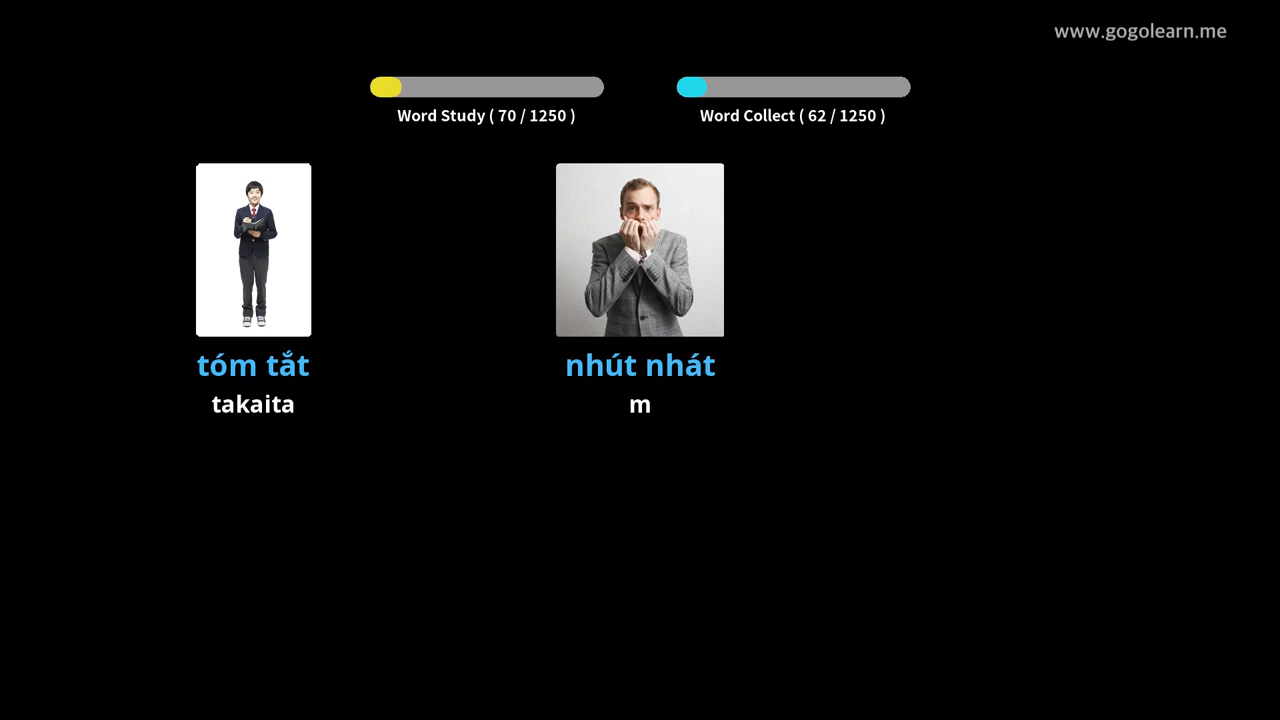 www.gogolearn.me
Word Study ( 70 / 1250 )
Word Collect ( 62 / 1250 )
tóm tắt
takaita
nhút nhát
m